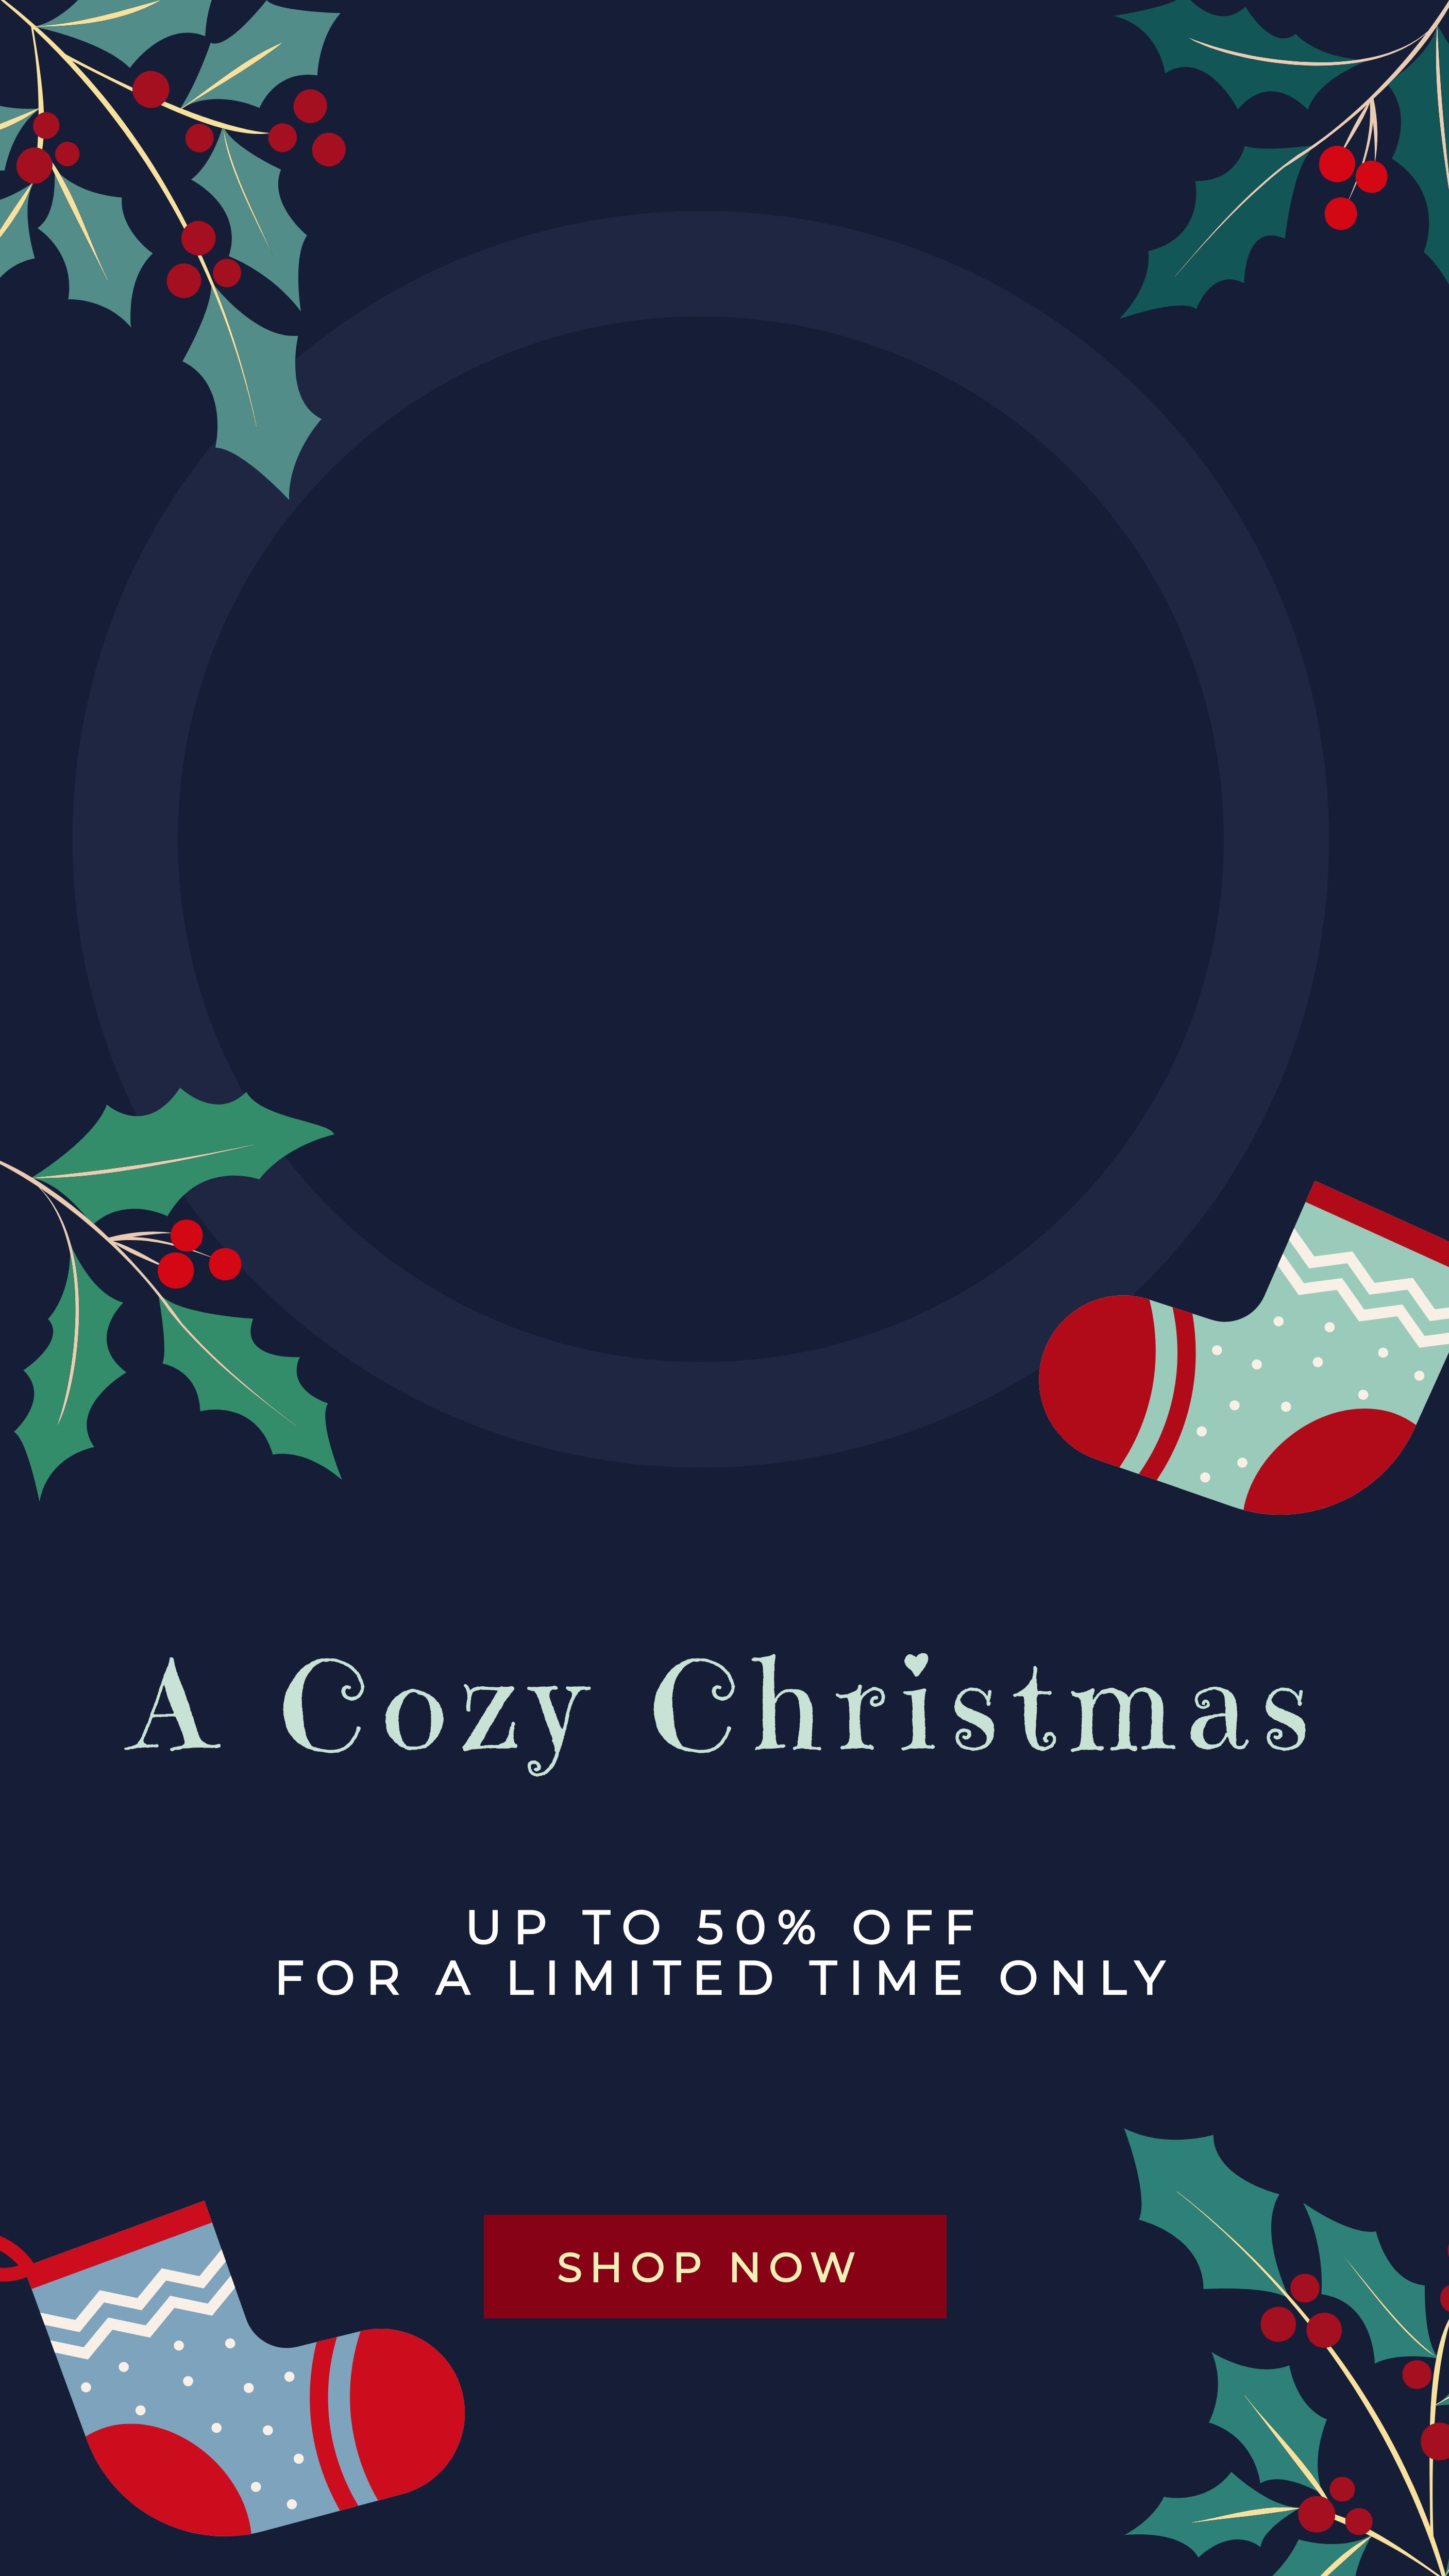 A Cozy Christmas
UP TO 50% OFF
FOR A LIMITED TIME ONLY
SHOP NOW